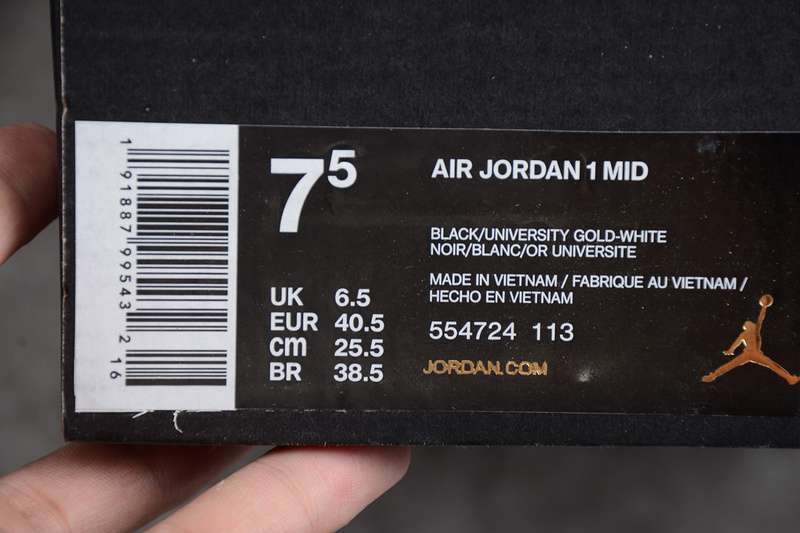 1 91887 99543 2 16
7⁵
UK 6.5
EUR 40.5
cm 25.5
BR 38.5
AIR JORDAN 1 MID
BLACK/UNIVERSITY GOLD-WHITE
NOIR/BLANC/OR UNIVERSITE
MADE IN VIETNAM / FABRIQUE AU VIETNAM /
HECHO EN VIETNAM
554724 113
JORDAN.COM